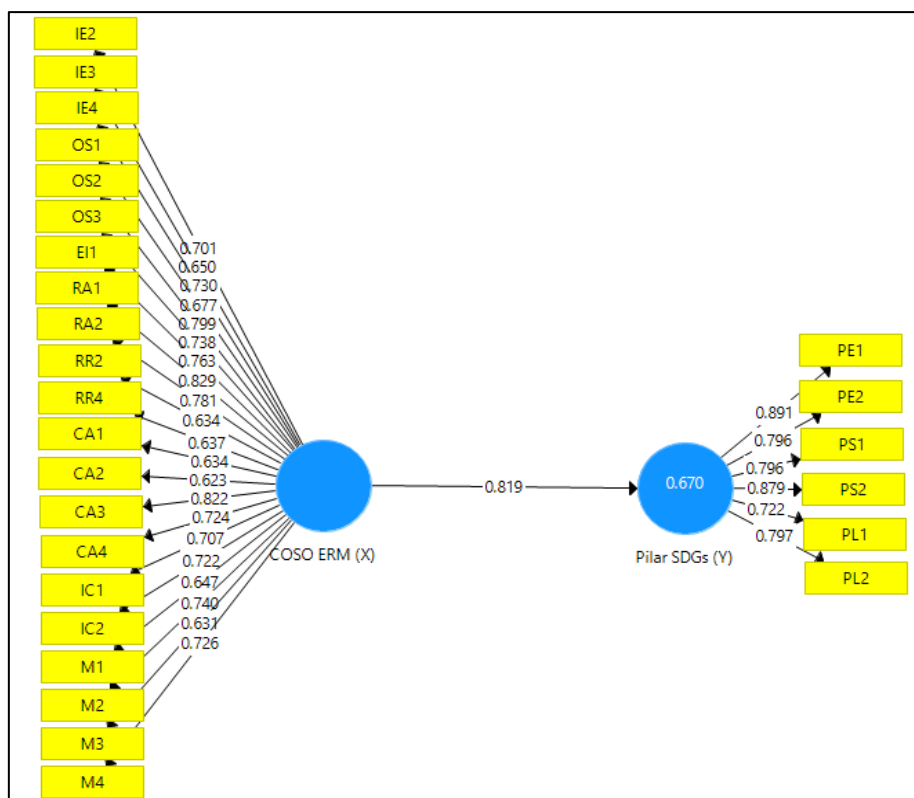 IE2
IE3
IE4
OS1
OS2
OS3
EI1
RA1
RA2
RR2
RR4
CA1
CA2
CA3
CA4
IC1
IC2
M1
M2
M3
M4
0.701
0.650
0.730
0.677
0.799
0.738
0.763
0.829
0.781
0.634
0.637
0.634
0.623
0.822
0.724
0.707
0.722
0.647
0.740
0.631
0.726
COSO ERM (X)
0.819
0.670
Pilar SDGs (Y)
0.891
0.796
0.796
0.879
0.722
0.797
PE1
PE2
PS1
PS2
PL1
PL2